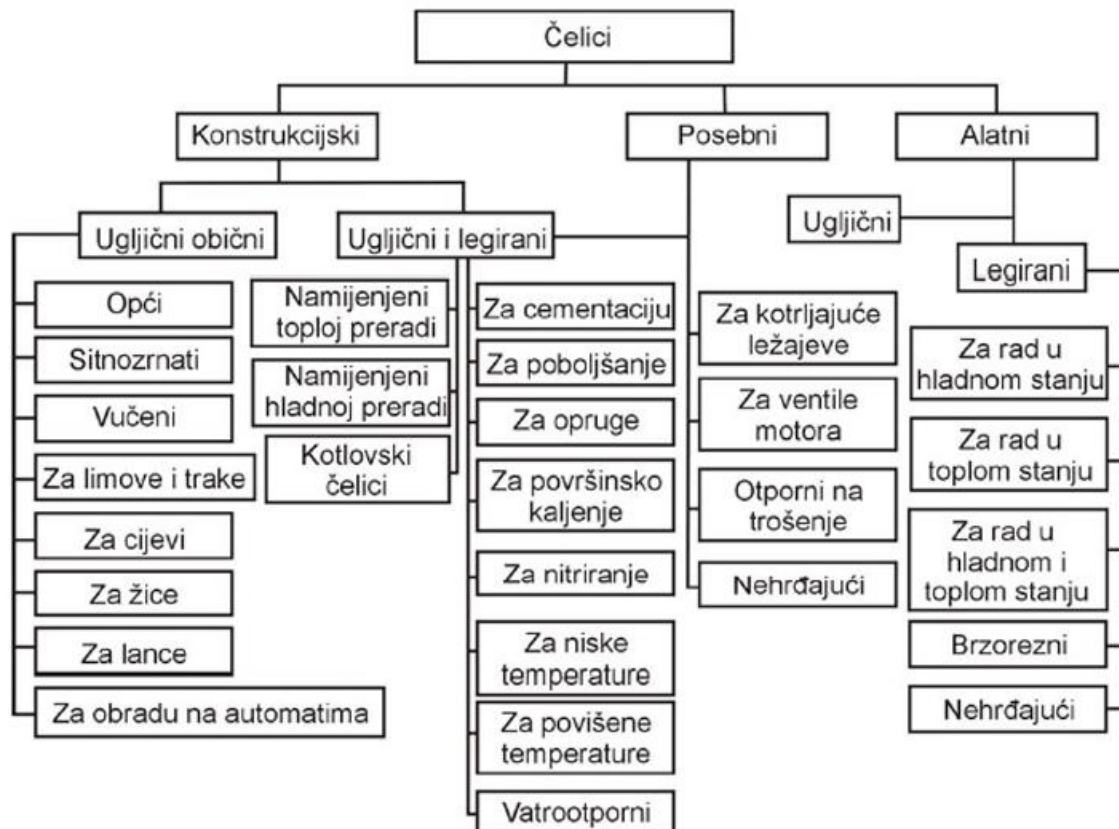 Čelici
Konstrukcijski
Posebni
Alatni
Ugljični obični
Ugljični i legirani
Ugljični
Legirani
Opći
Sitnozrnati
Vučeni
Za limove i trake
Za cijevi
Za žice
Za lance
Za obradu na automatima
Namijenjeni
toploj preradi
Namijenjeni
hladnoj preradi
Kotlovski
čelici
Za cementaciju
Za poboljšanje
Za opruge
Za površinsko
kaljenje
Za nitriranje
Za niske
temperature
Za povišene
temperature
Vatrootporni
Za kotrljajuće
ležajeve
Za ventile
motora
Otporni na
trošenje
Nehrđajući
Za rad u
hladnom stanju
Za rad u
toplom stanju
Za rad u
hladnom i
toplom stanju
Brzorezni
Nehrđajući